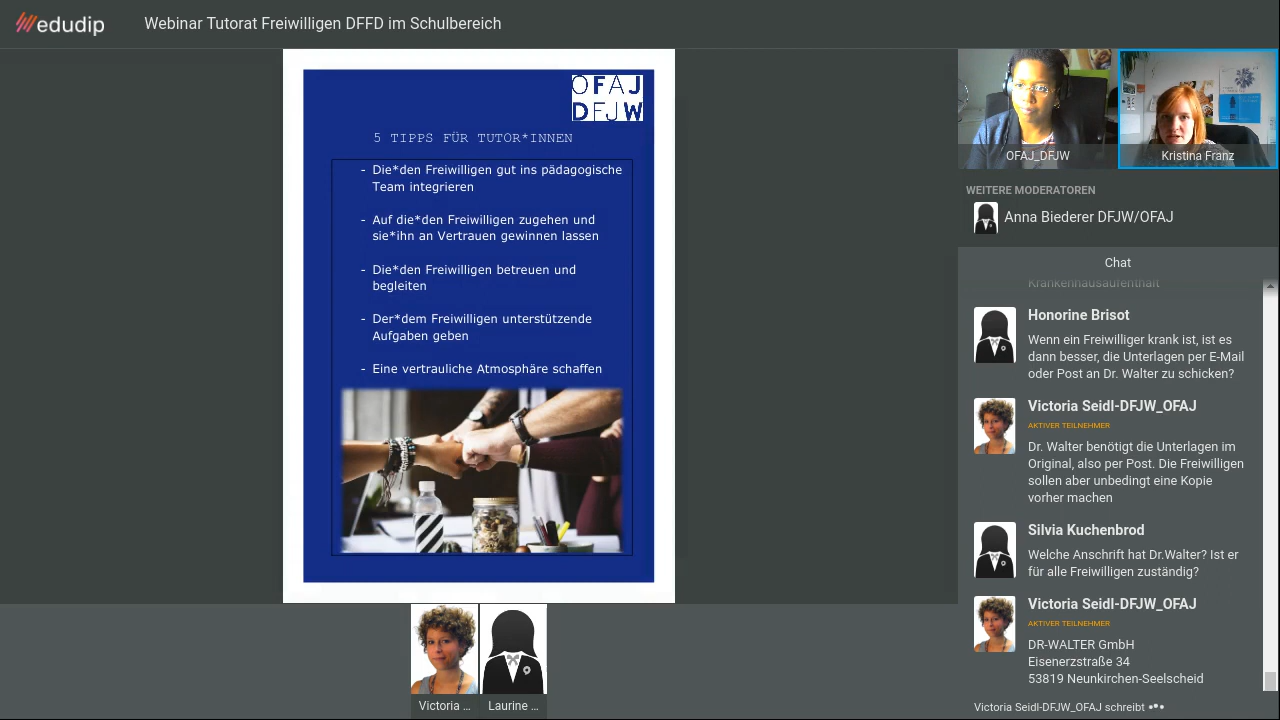 edudip
Webinar Tutorat Freiwilligen DFFD im Schulbereich
OFAJ
DFJW
5 TIPPS FÜR TUTOR*INNEN
- Die*den Freiwilligen gut ins pädagogische
Team integrieren
- Auf die*den Freiwilligen zugehen und
sie*ihn an Vertrauen gewinnen lassen
- Die*den Freiwilligen betreuen und
begleiten
- Der*dem Freiwilligen unterstützende
Aufgaben geben
- Eine vertrauliche Atmosphäre schaffen
Victoria ...
Laurine ...
OFAJ_DFJW
Kristina Franz
WEITERE MODERATOREN
Anna Biederer DFJW/OFAJ
Chat
Krankenhausaufenthalt
Honorine Brisot
Wenn ein Freiwilliger krank ist, ist es
dann besser, die Unterlagen per E-Mail
oder Post an Dr. Walter zu schicken?
Victoria Seidl-DFJW_OFAJ
AKTIVER TEILNEHMER
Dr. Walter benötigt die Unterlagen im
Original, also per Post. Die Freiwilligen
sollen aber unbedingt eine Kopie
vorher machen
Silvia Kuchenbrod
Welche Anschrift hat Dr.Walter? Ist er
für alle Freiwilligen zuständig?
Victoria Seidl-DFJW_OFAJ
AKTIVER TEILNEHMER
DR-WALTER GmbH
Eisenerzstraße 34
53819 Neunkirchen-Seelscheid
Victoria Seidl-DFJW_OFAJ schreibt